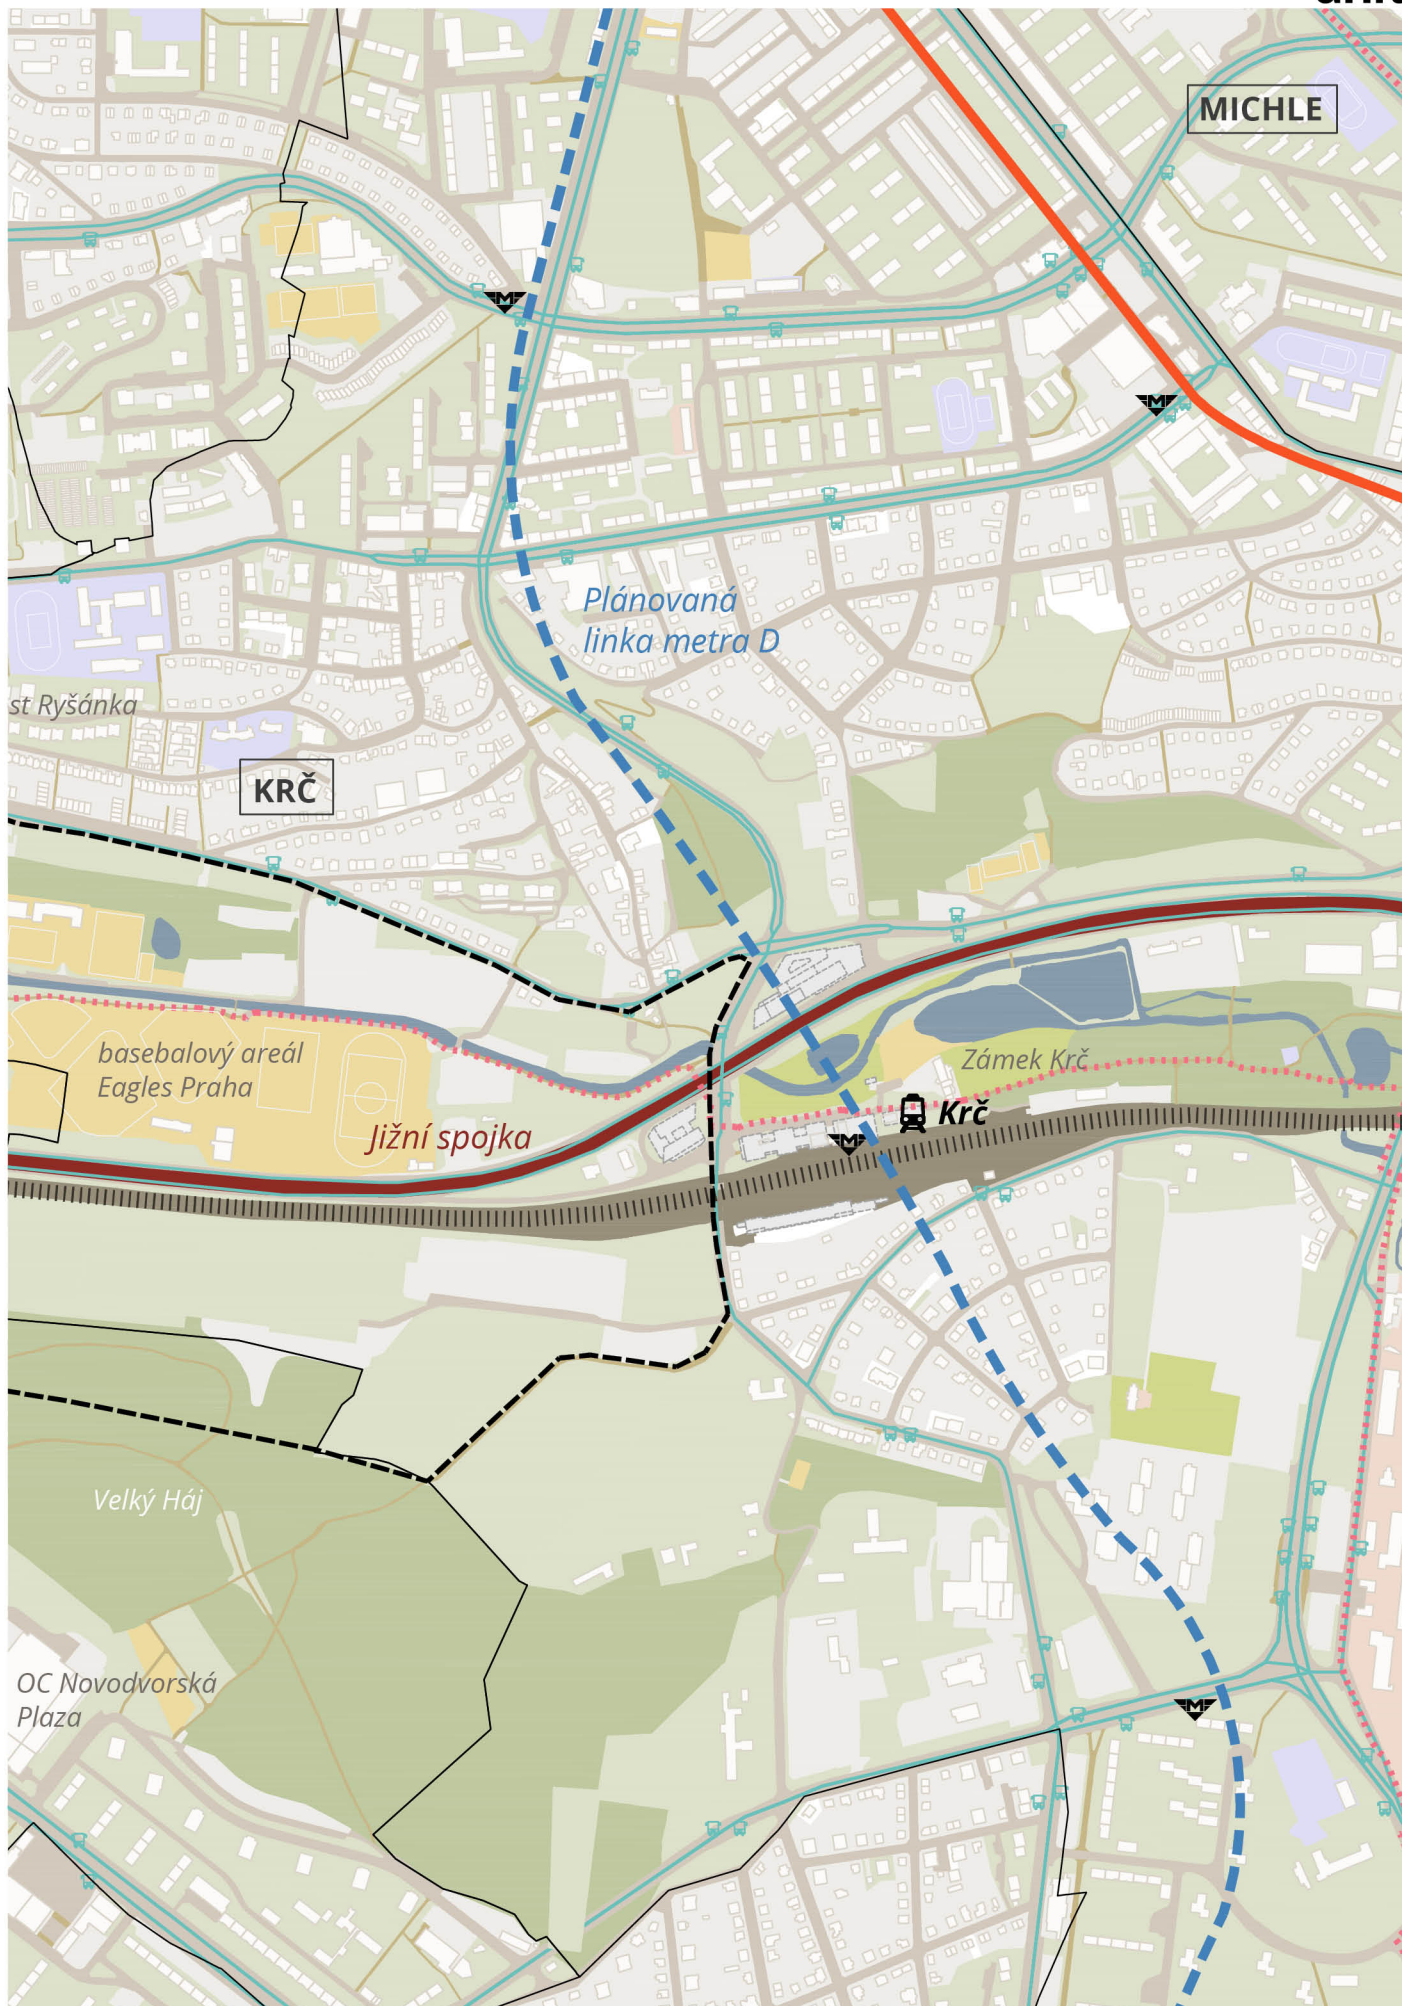 MICHLE
Plánovaná
linka metra D
st Ryšánka
KRČ
basebalový areál
Eagles Praha
Zámek Krč
Krč
Jižní spojka
Velký Háj
OC Novodvorská
Plaza